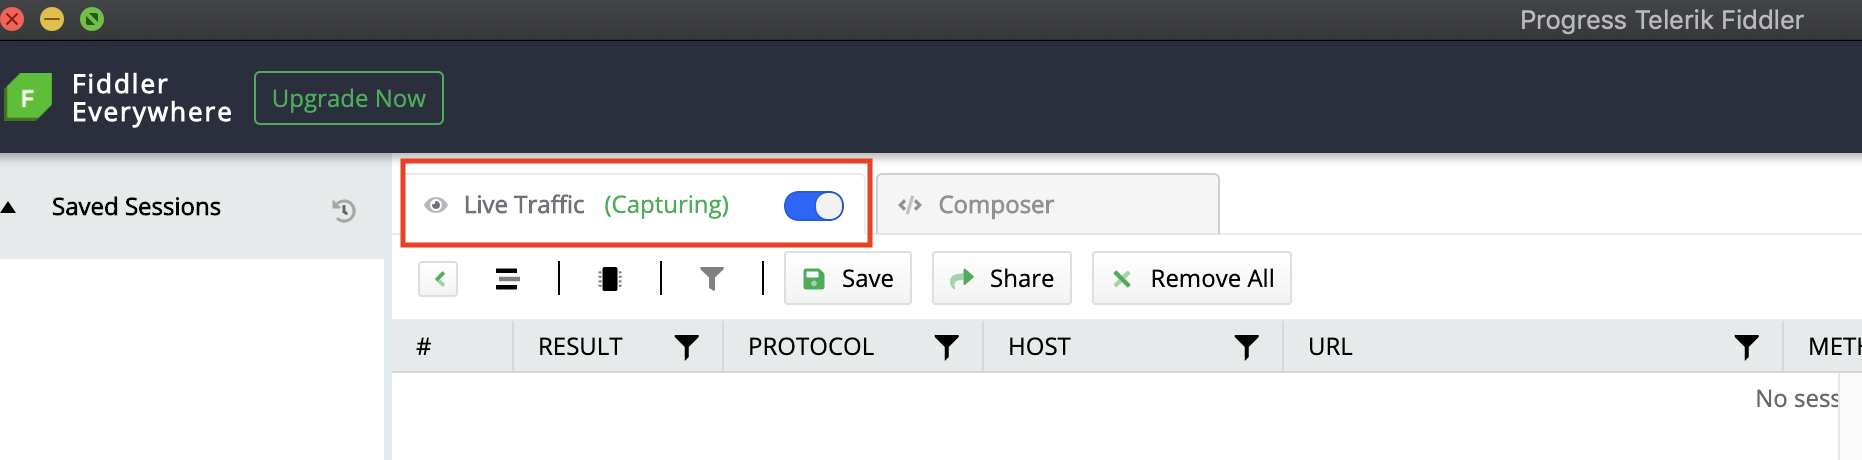 Progress Telerik Fiddler
F
Fiddler
Everywhere
Upgrade Now
Saved Sessions
Live Traffic (Capturing)
</> Composer
Save Share Remove All
# RESULT PROTOCOL HOST URL METH
No sess